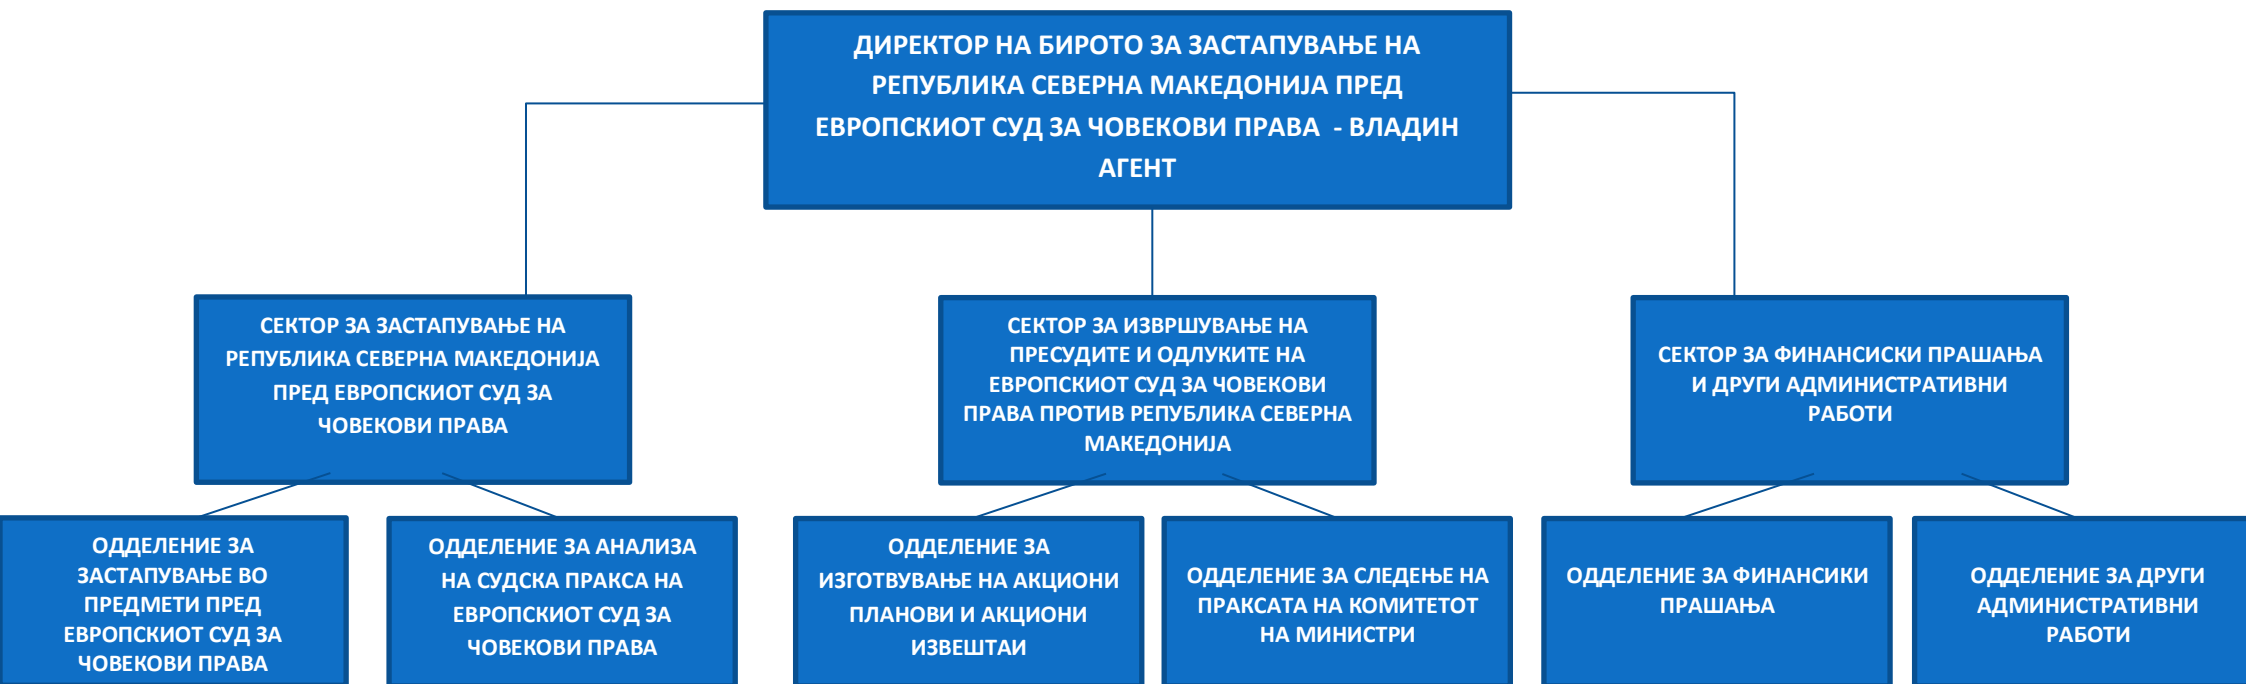 ДИРЕКТОР НА БИРОТО ЗА ЗАСТАПУВАЊЕ НА
РЕПУБЛИКА СЕВЕРНА МАКЕДОНИЈА ПРЕД
ЕВРОПСКИОТ СУД ЗА ЧОВЕКОВИ ПРАВА - ВЛАДИН
АГЕНТ
СЕКТОР ЗА ЗАСТАПУВАЊЕ НА
РЕПУБЛИКА СЕВЕРНА МАКЕДОНИЈА
ПРЕД ЕВРОПСКИОТ СУД ЗА
ЧОВЕКОВИ ПРАВА
СЕКТОР ЗА ИЗВРШУВАЊЕ НА
ПРЕСУДИТЕ И ОДЛУКИТЕ НА
ЕВРОПСКИОТ СУД ЗА ЧОВЕКОВИ
ПРАВА ПРОТИВ РЕПУБЛИКА СЕВЕРНА
МАКЕДОНИЈА
СЕКТОР ЗА ФИНАНСИСКИ ПРАШАЊА
И ДРУГИ АДМИНИСТРАТИВНИ
РАБОТИ
ОДДЕЛЕНИЕ ЗА
ЗАСТАПУВАЊЕ ВО
ПРЕДМЕТИ ПРЕД
ЕВРОПСКИОТ СУД ЗА
ЧОВЕКОВИ ПРАВА
ОДДЕЛЕНИЕ ЗА АНАЛИЗА
НА СУДСКА ПРАКСА НА
ЕВРОПСКИОТ СУД ЗА
ЧОВЕКОВИ ПРАВА
ОДДЕЛЕНИЕ ЗА
ИЗГОТВУВАЊЕ НА АКЦИОНИ
ПЛАНОВИ И АКЦИОНИ
ИЗВЕШТАИ
ОДДЕЛЕНИЕ ЗА СЛЕДЕЊЕ НА
ПРАКСАТА НА КОМИТЕТОТ
НА МИНИСТРИ
ОДДЕЛЕНИЕ ЗА ФИНАНСИКИ
ПРАШАЊА
ОДДЕЛЕНИЕ ЗА ДРУГИ
АДМИНИСТРАТИВНИ
РАБОТИ